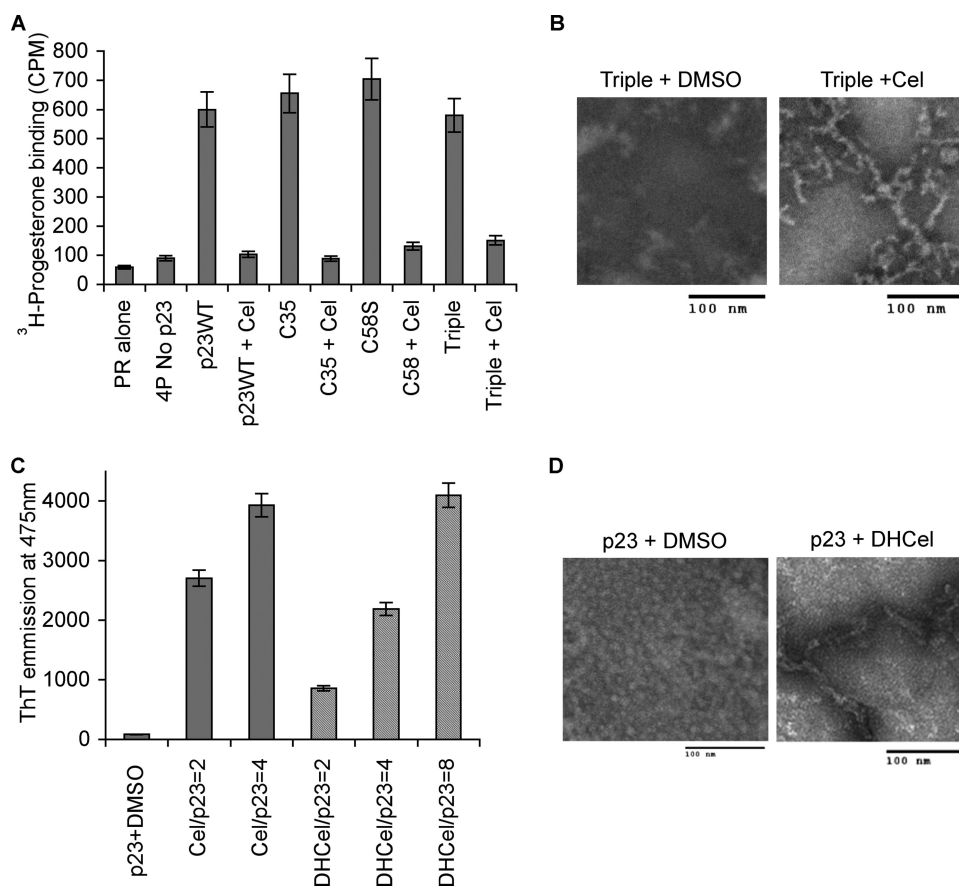 A
³H-Progesterone binding (CPM)
800
700
600
500
400
300
200
100
0
PR alone
4P No p23
p23WT
p23WT + Cel
C35
C35 + Cel
C58S
C58 + Cel
Triple
Triple + Cel
B
Triple + DMSO
Triple +Cel
100 nm
100 nm
C
ThT emmission at 475nm
4000
3000
2000
1000
0
p23+DMSO
Cel/p23=2
Cel/p23=4
DHCel/p23=2
DHCel/p23=4
DHCel/p23=8
D
p23 + DMSO
p23 + DHCel
100 nm
100 nm